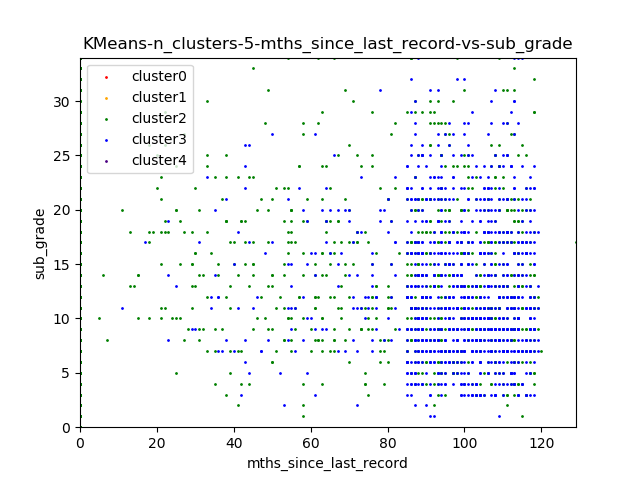 KMeans-n_clusters-5-mths_since_last_record-vs-sub_grade
cluster0
cluster1
cluster2
cluster3
cluster4
30
25
20
15
10
5
0
sub_grade
0 20 40 60 80 100 120
mths_since_last_record